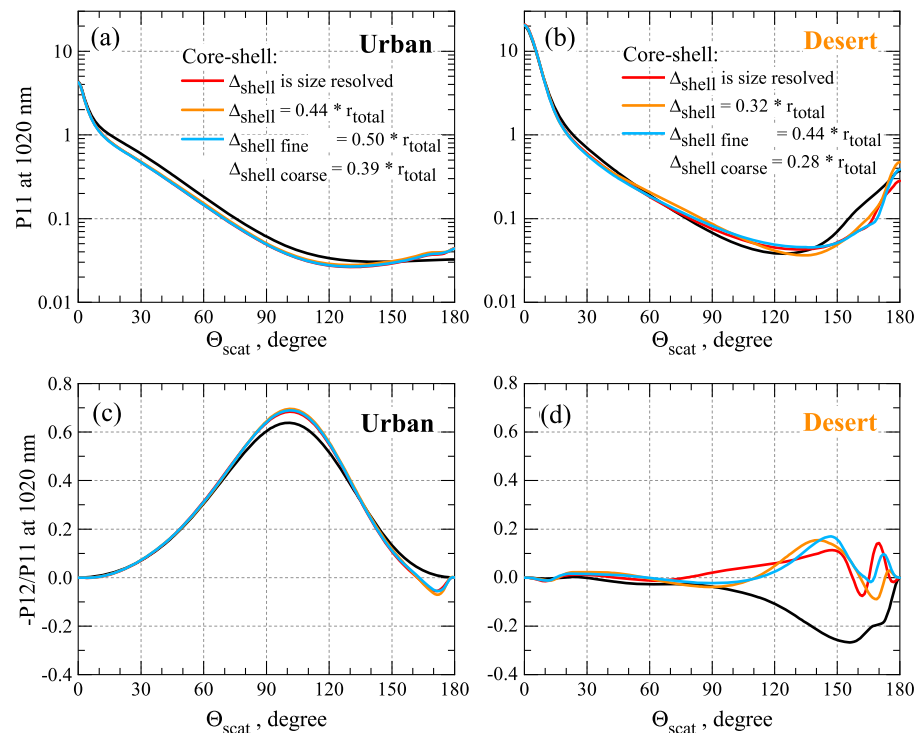 (a) Urban
Core-shell:
Δshell is size resolved
Δshell = 0.44 * rtotal
Δshell fine = 0.50 * rtotal
Δshell coarse = 0.39 * rtotal
P11 at 1020 nm
10
1
0.1
0.01
0 30 60 90 120 150 180
Θscat , degree
(b) Desert
Core-shell:
Δshell is size resolved
Δshell = 0.32 * rtotal
Δshell fine = 0.44 * rtotal
Δshell coarse = 0.28 * rtotal
10
1
0.1
0.01
0 30 60 90 120 150 180
Θscat , degree
(c) Urban
-P12/P11 at 1020 nm
0.8
0.6
0.4
0.2
0.0
-0.2
-0.4
0 30 60 90 120 150 180
Θscat , degree
(d) Desert
0.8
0.6
0.4
0.2
0.0
-0.2
-0.4
0 30 60 90 120 150 180
Θscat , degree